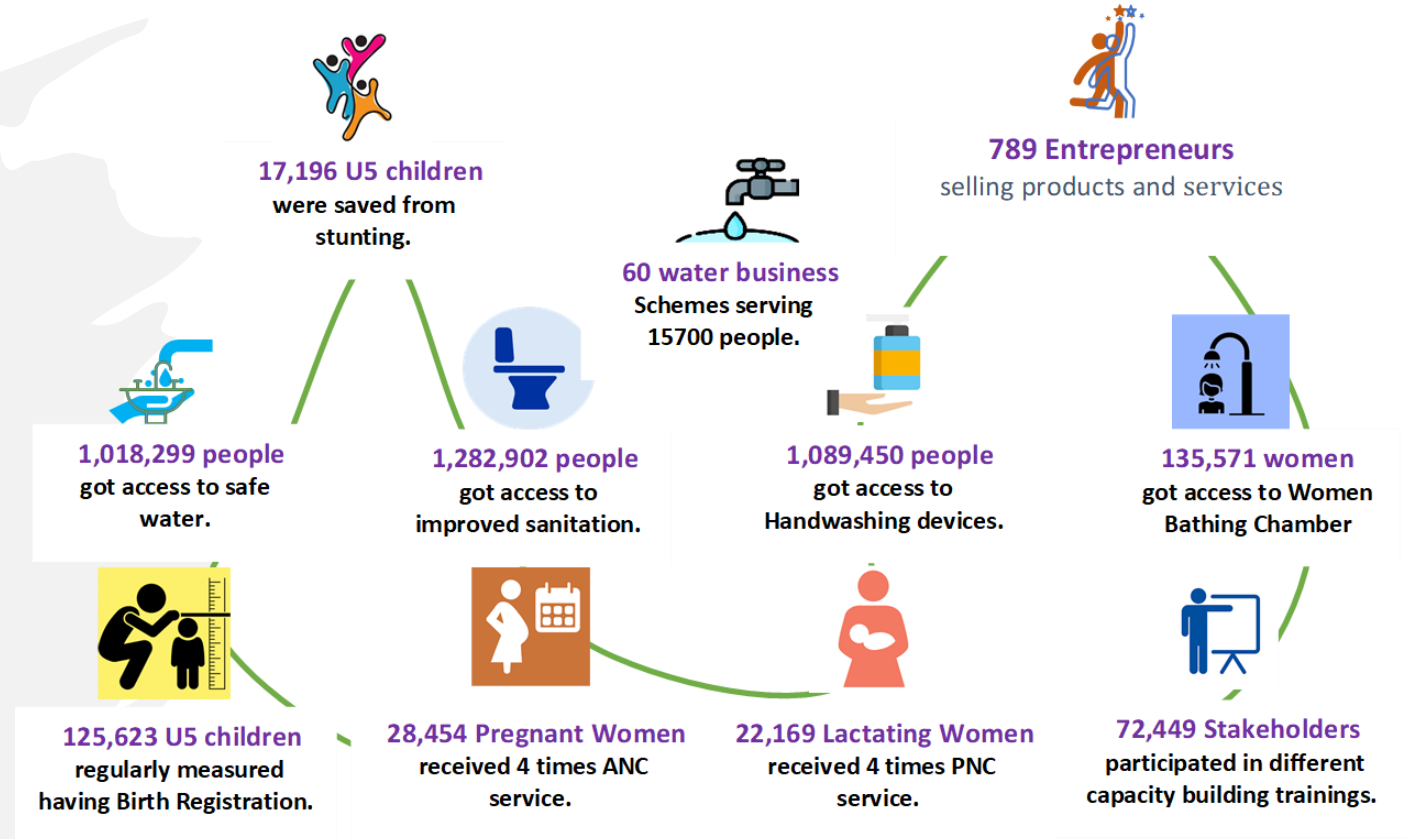 17,196 U5 children
were saved from
stunting.
789 Entrepreneurs
selling products and services
60 water business
Schemes serving
15700 people.
1,018,299 people
got access to safe
water.
1,282,902 people
got access to
improved sanitation.
1,089,450 people
got access to
Handwashing devices.
135,571 women
got access to Women
Bathing Chamber
125,623 U5 children
regularly measured
having Birth Registration.
28,454 Pregnant Women
received 4 times ANC
service.
22,169 Lactating Women
received 4 times PNC
service.
72,449 Stakeholders
participated in different
capacity building trainings.